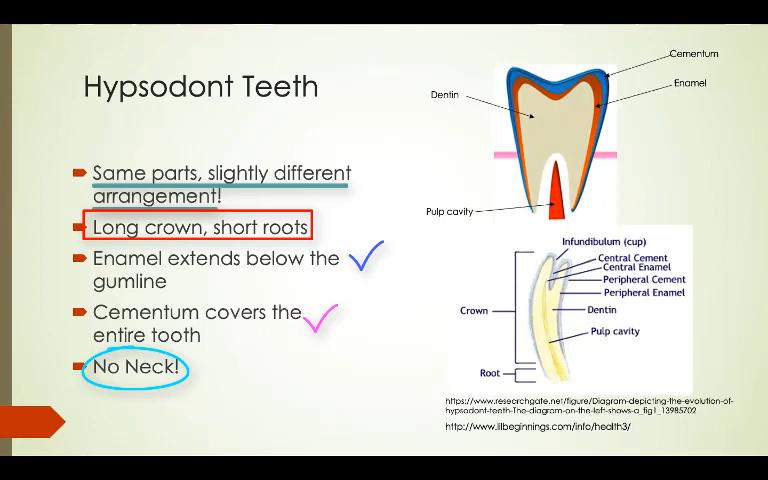 Hypsodont Teeth
Same parts, slightly different
arrangement!
Long crown, short roots
Enamel extends below the
gumline
Cementum covers the
entire tooth
No Neck!
Cementum
Enamel
Dentin
Pulp cavity
Infundibulum (cup)
Central Cement
Central Enamel
Peripheral Cement
Peripheral Enamel
Crown
Dentin
Pulp cavity
Root
https://www.researchgate.net/figure/Diagram-depicting-the-evolution-of-
hypsodont-teeth-The-diagram-on-the-left-shows-a_fig1_13985702
http://www.lilbeginnings.com/info/health3/